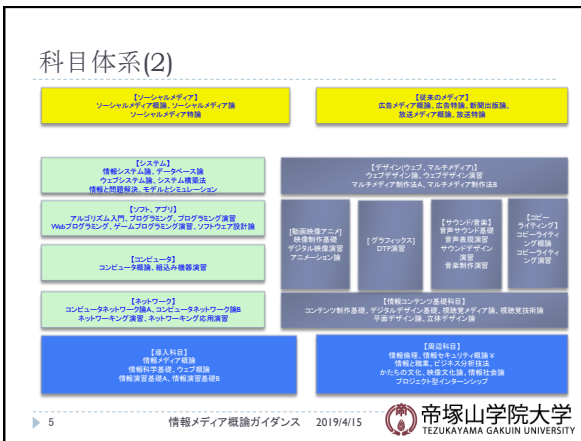 科目体系(2)
【ソーシャルメディア】
ソーシャルメディア概論、ソーシャルメディア論
ソーシャルメディア特論
【従来のメディア】
広告メディア概論、広告特論、新聞出版論、
放送メディア概論、放送特論
【システム】
情報システム論、データベース論
ウェブシステム論、システム構築法
情報と問題解決、モデルとシミュレーション
【ソフト, アプリ】
アルゴリズム入門、プログラミング、プログラミング演習
Webプログラミング、ゲームプログラミング演習、ソフトウェア設計論
【コンピュータ】
コンピュータ概論、組込み機器演習
【ネットワーク】
コンピュータネットワーク論A、コンピュータネットワーク論B
ネットワーキング演習、ネットワーキング応用演習
【デザイン(ウェブ、マルチメディア)】
ウェブデザイン論、ウェブデザイン演習
マルチメディア制作法A、マルチメディア制作法B
【動画映像アニメ】
映像制作基礎
デジタル映像演習
アニメーション論
【グラフィックス】
DTP演習
【サウンド/音楽】
音声サウンド基礎
音声表現演習
サウンドデザイン
演習
音楽制作演習
【コピー
ライティング】
コピーライティ
ング概論
コピーライティ
ング演習
【情報コンテンツ基礎科目】
コンテンツ制作基礎、デジタルデザイン基礎、視聴覚メディア論、視聴覚技術論
平面デザイン論、立体デザイン論
【導入科目】
情報メディア概論
情報科学基礎、ウェブ概論
情報演習基礎A、情報演習基礎B
【周辺科目】
情報倫理、情報セキュリティ概論¥
情報と職業、ビジネス分析技法
かたちの文化、映像文化論、情報社会論
プロジェクト型インターンシップ
5 情報メディア概論ガイダンス 2019/4/15
帝塚山学院大学
TEZUKAYAMA GAKUIN UNIVERSITY